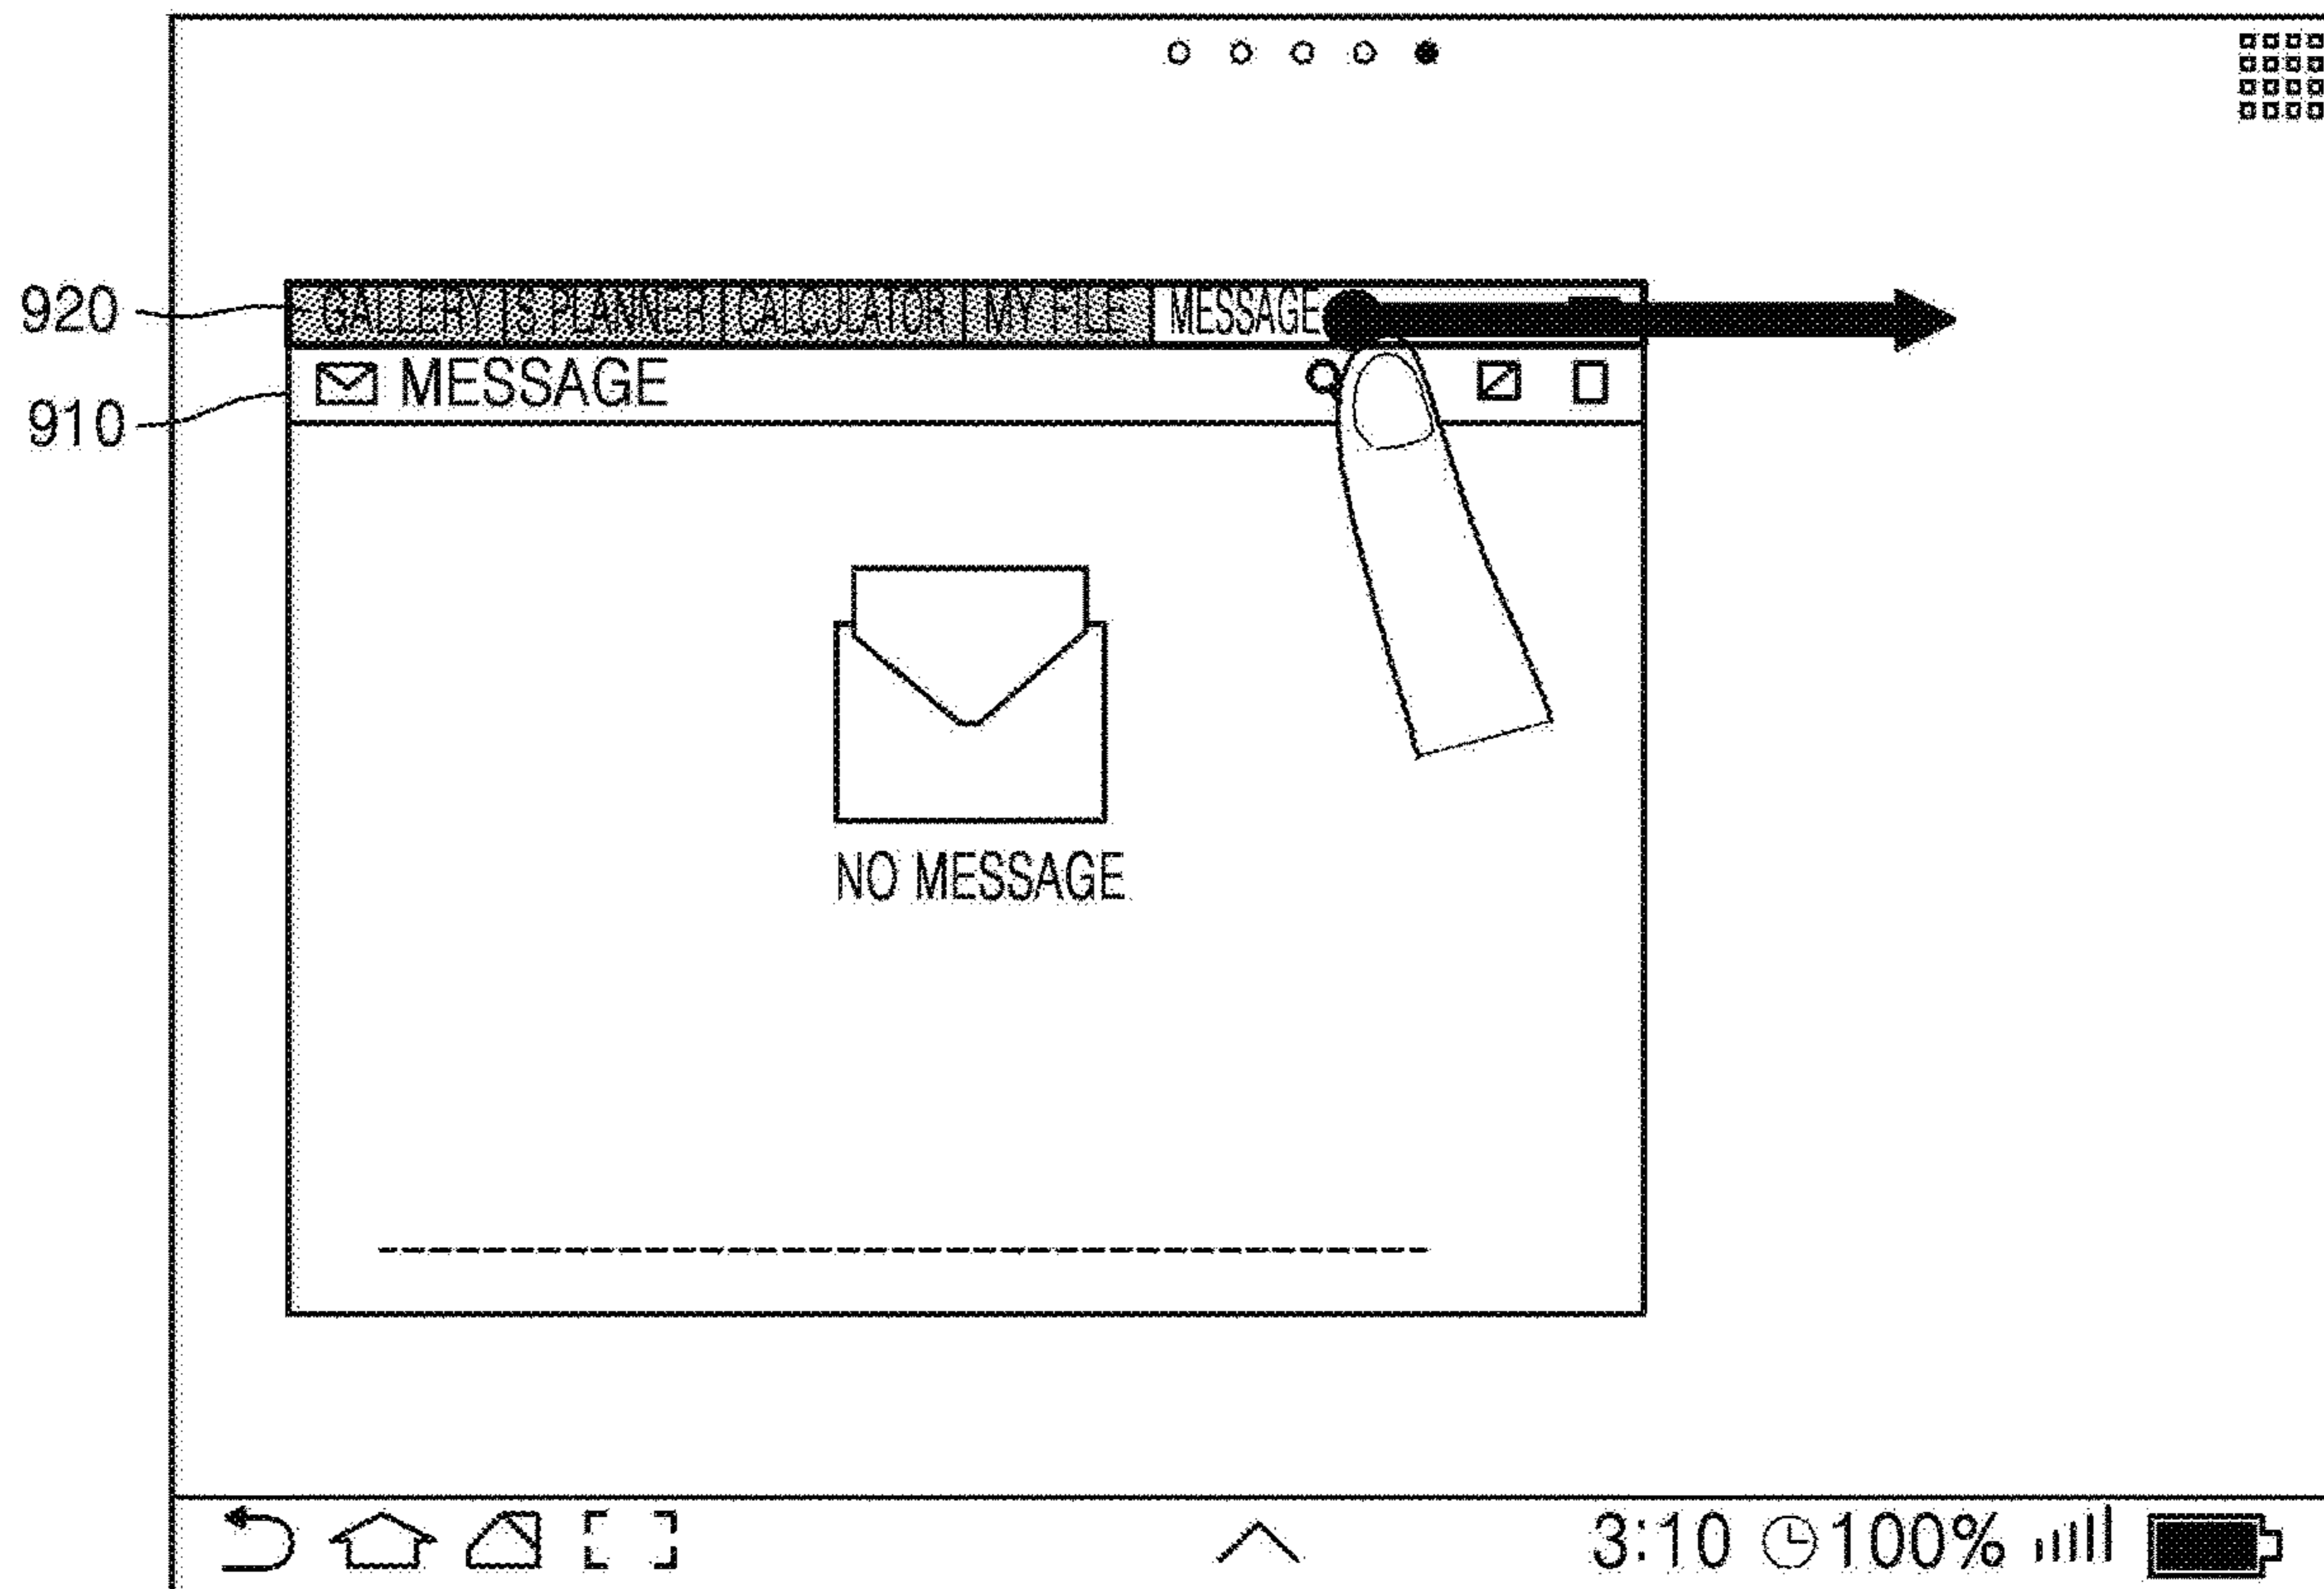 920 GALLERY S PLANNER CALCULATOR MY FILE MESSAGE
910 MESSAGE
NO MESSAGE
3:10 100%